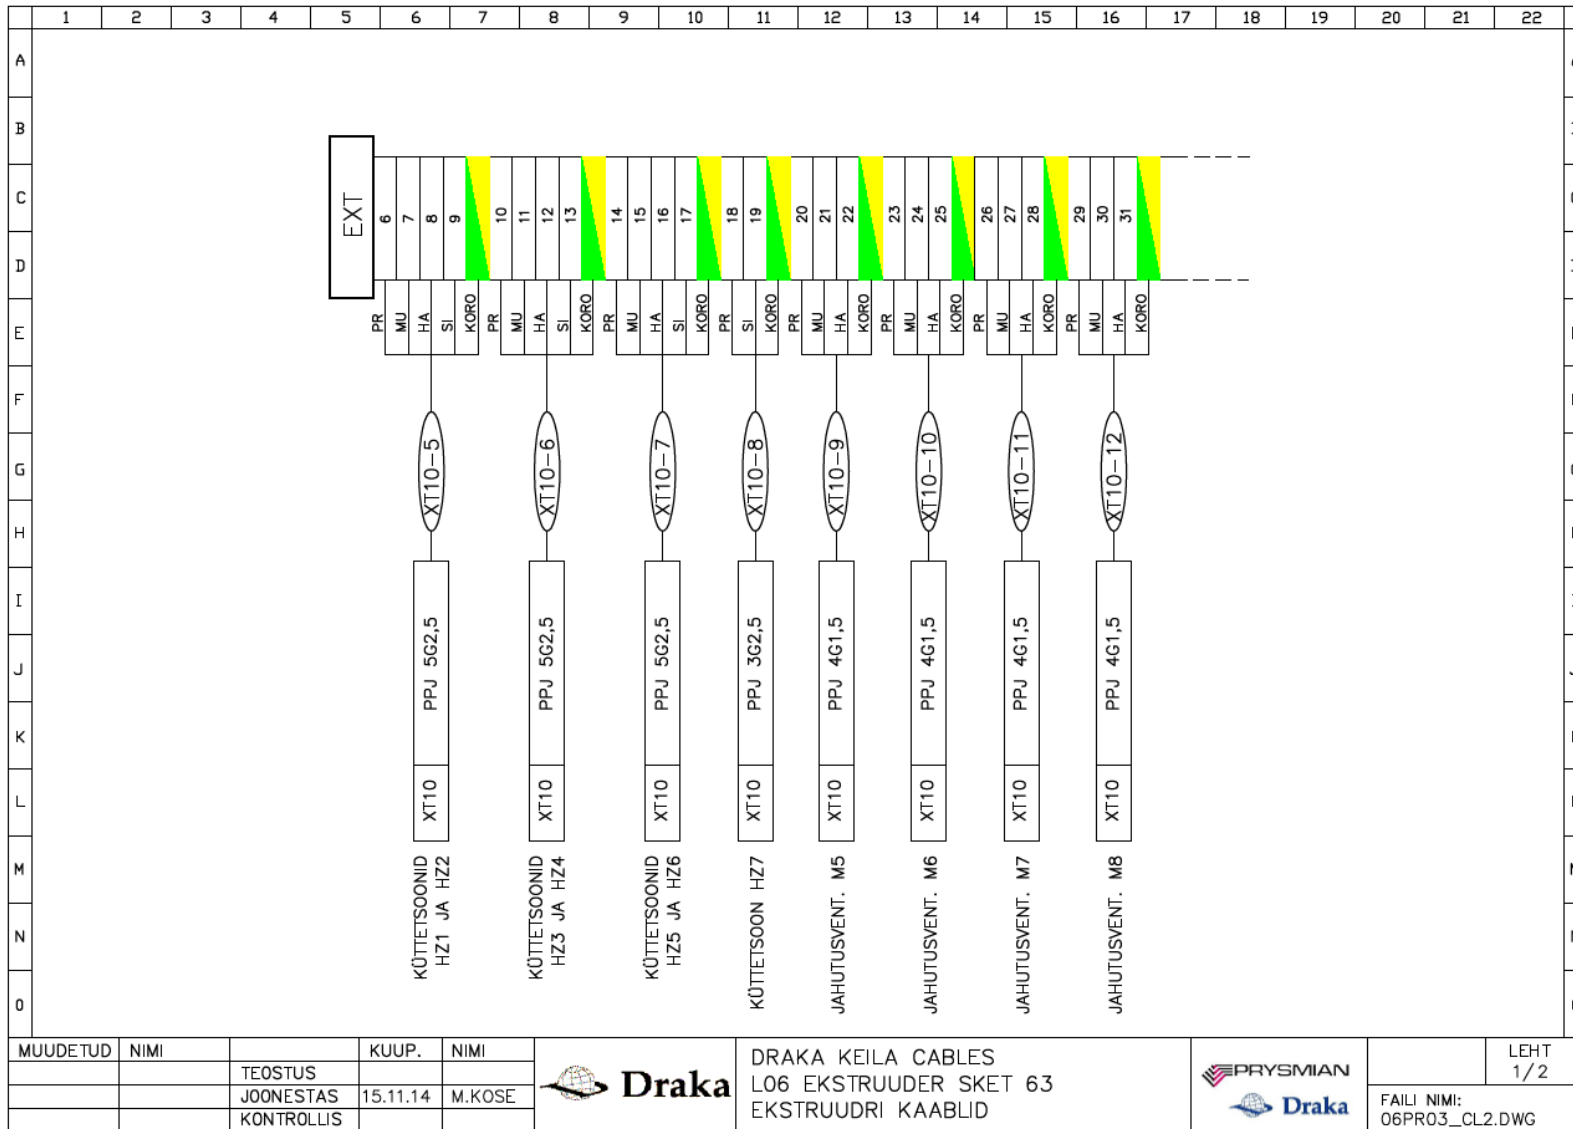 1 2 3 4 5 6 7 8 9 10 11 12 13 14 15 16 17 18 19 20 21 22
A
B
C
D
E
F
G
H
I
J
K
L
M
N
O
EXT
6 7 8 9 10 11 12 13 14 15 16 17 18 19 20 21 22 23 24 25 26 27 28 29 30 31
PR MU HA SI KORO PR MU HA SI KORO PR MU HA SI KORO PR SI KORO PR MU HA KORO PR MU HA KORO PR MU HA KORO PR MU HA KORO
XT10-5 XT10-6 XT10-7 XT10-8 XT10-9 XT10-10 XT10-11 XT10-12
PPJ 5G2,5 PPJ 5G2,5 PPJ 5G2,5 PPJ 3G2,5 PPJ 4G1,5 PPJ 4G1,5 PPJ 4G1,5 PPJ 4G1,5
XT10 XT10 XT10 XT10 XT10 XT10 XT10 XT10
KÜTTETSOONID
HZ1 JA HZ2
KÜTTETSOONID
HZ3 JA HZ4
KÜTTETSOONID
HZ5 JA HZ6
KÜTTETSOON HZ7
JAHUTUSVENT. M5
JAHUTUSVENT. M6
JAHUTUSVENT. M7
JAHUTUSVENT. M8
MUUDETUD NIMI KUUP. NIMI
TEOSTUS
JOONESTAS 15.11.14 M.KOSE
KONTROLLIS
Draka
DRAKA KEILA CABLES
L06 EKSTRUUDER SKET 63
EKSTRUUDRI KAABLID
PRYSMIAN
Draka
LEHT
1/2
FAILI NIMI:
06PR03_CL2.DWG